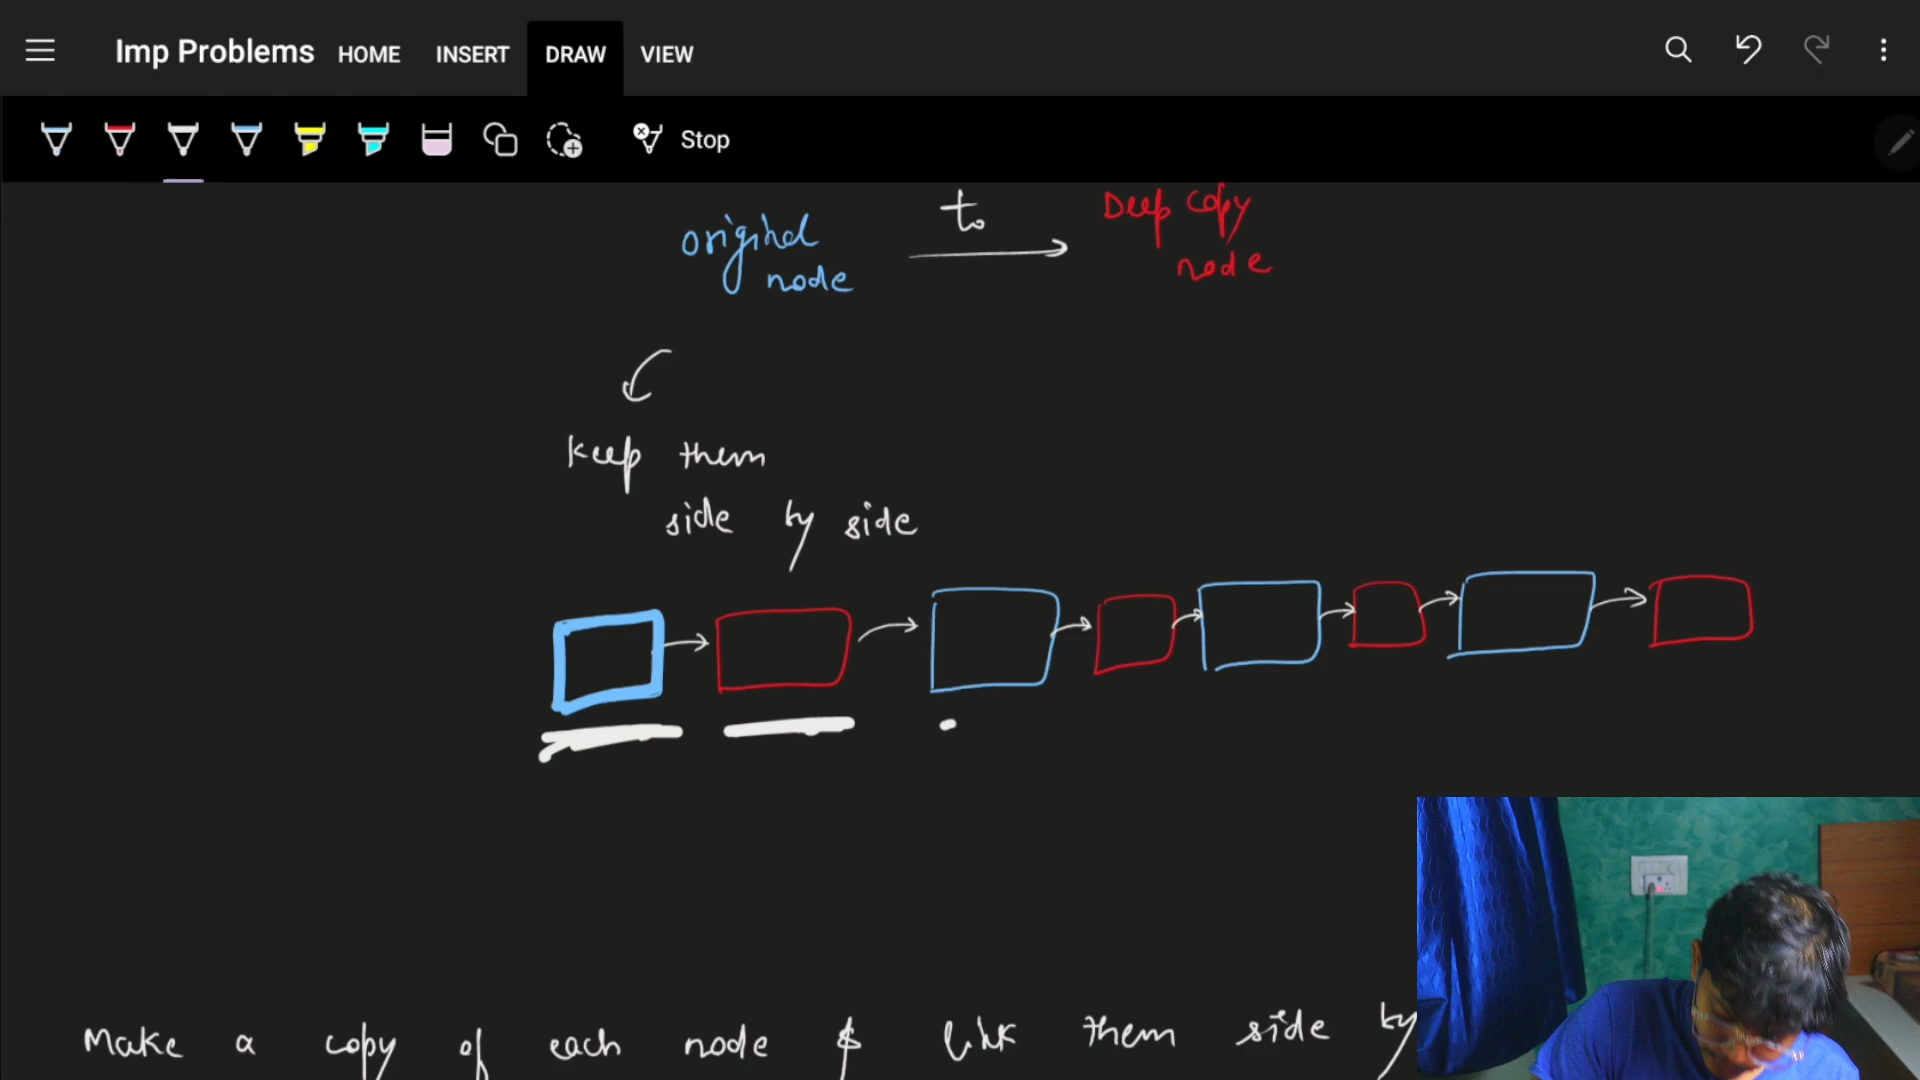 Imp Problems HOME INSERT DRAW VIEW
Stop
original node
to
Deep copy
node
keep them
side by side
Make a copy of each node & link them side by